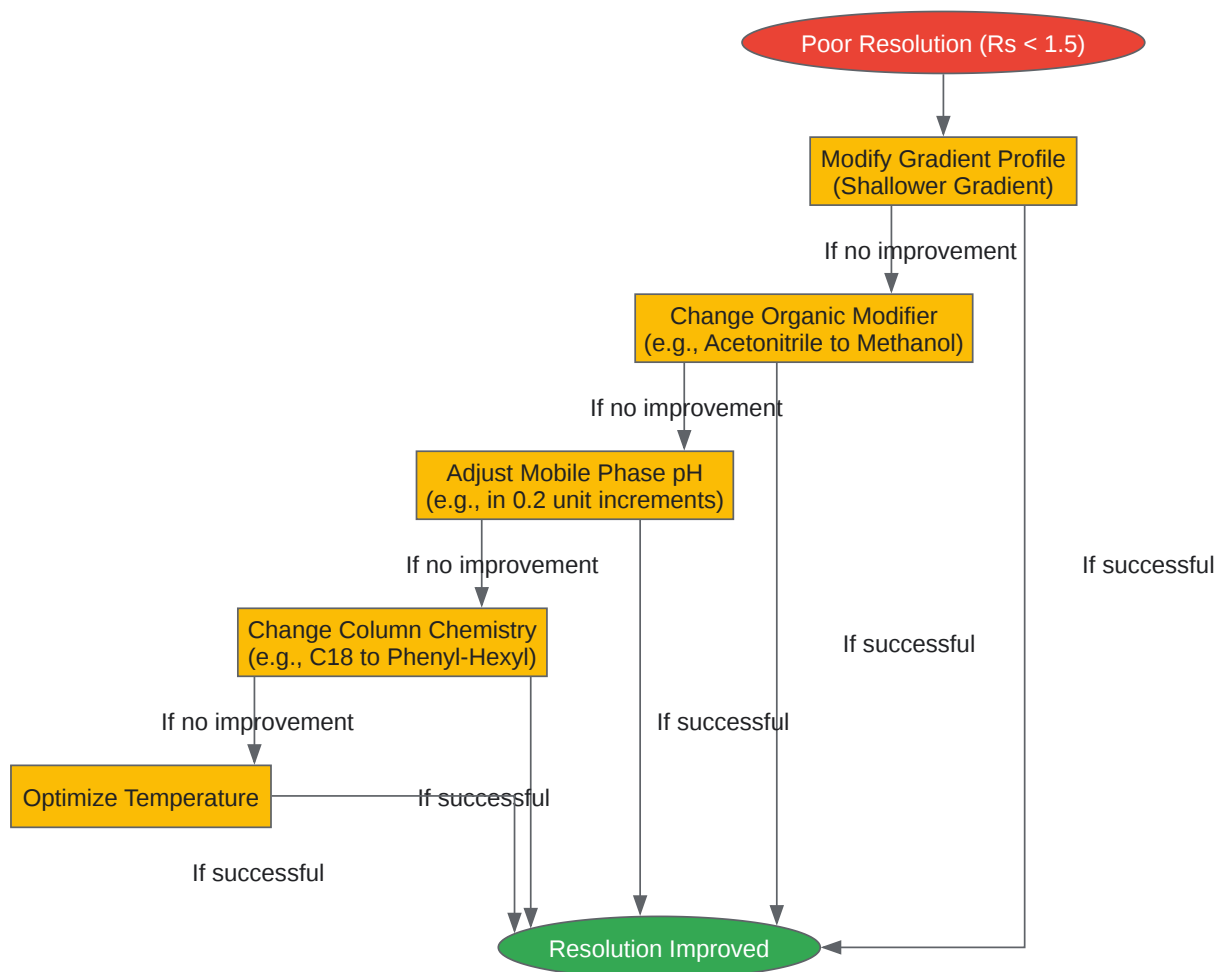 Poor Resolution (Rs < 1.5)
Modify Gradient Profile
(Shallower Gradient)
If no improvement
Change Organic Modifier
(e.g., Acetonitrile to Methanol)
If no improvement
Adjust Mobile Phase pH
(e.g., in 0.2 unit increments)
If no improvement
If successful
Change Column Chemistry
(e.g., C18 to Phenyl-Hexyl)
If successful
If no improvement
If successful
Optimize Temperature
If successful
If successful
Resolution Improved